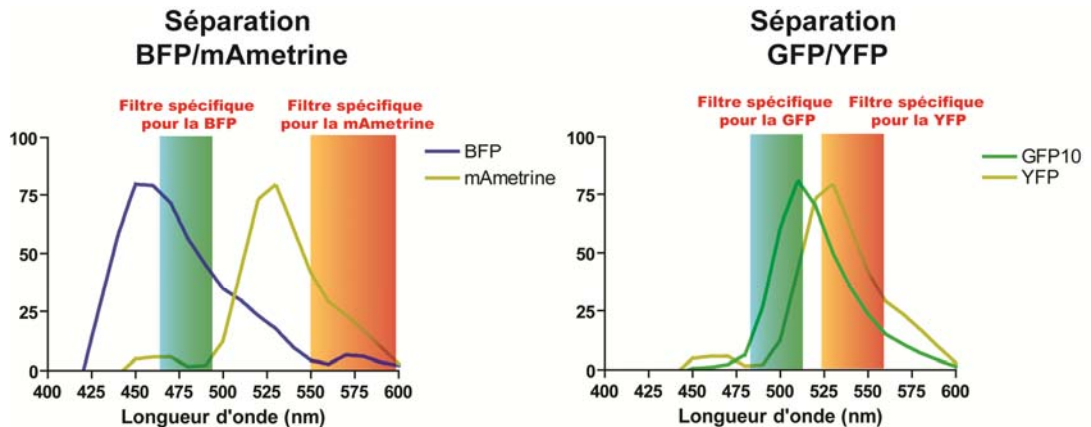 Séparation
BFP/mAmetrine
Filtre spécifique
pour la BFP
Filtre spécifique
pour la mAmetrine
100
75
50
25
0
400 425 450 475 500 525 550 575 600
Longueur d'onde (nm)
BFP
mAmetrine
Séparation
GFP/YFP
Filtre spécifique
pour la GFP
Filtre spécifique
pour la YFP
100
75
50
25
0
400 425 450 475 500 525 550 575 600
Longueur d'onde (nm)
GFP10
YFP